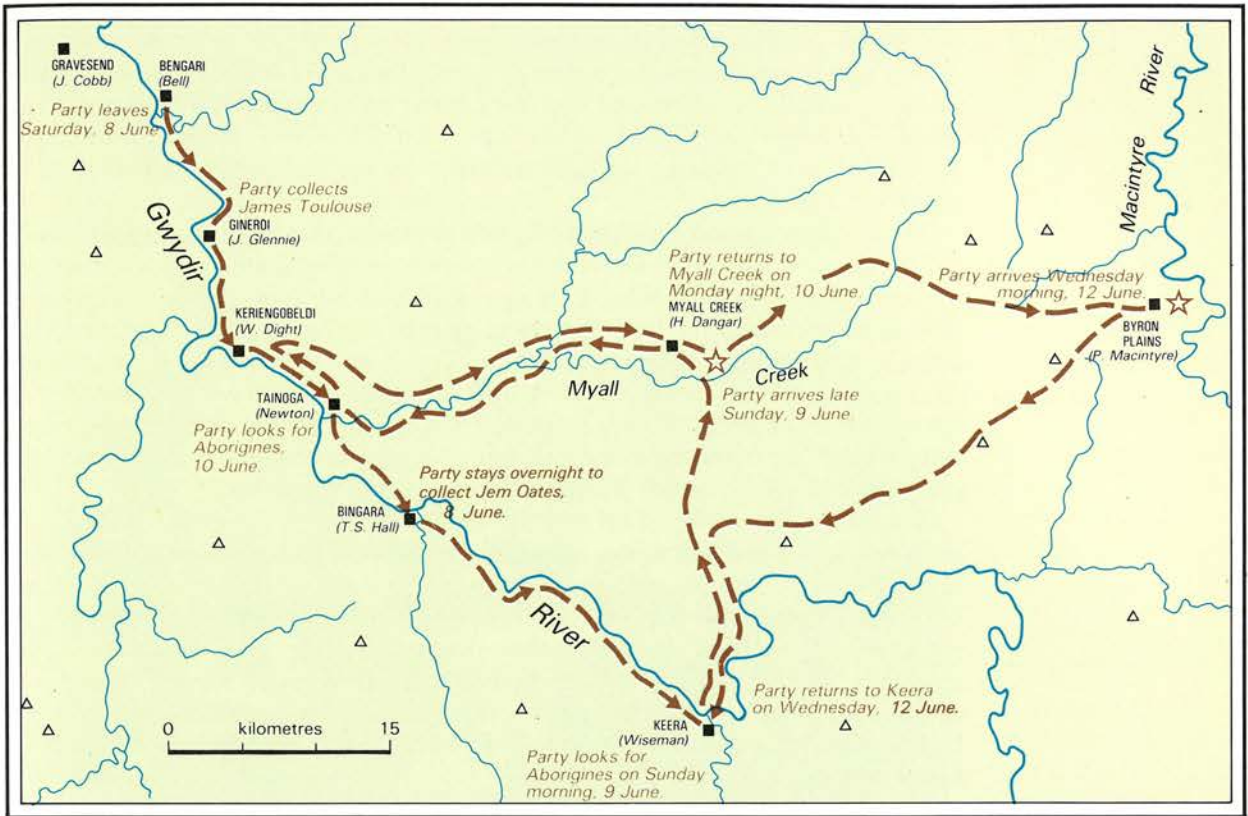 GRAVESEND
(J. Cobb)
BENGARI
(Bell)
Party leaves
Saturday, 8 June
Party collects
James Toulouse
GINEROI
(J. Glennie)
Gwydir
KERIENGOBELDI
(W. Dight)
TAINOGA
(Newton)
Party looks for
Aborigines,
10 June.
Party stays overnight to
collect Jem Oates,
8 June.
BINGARA
(T.S. Hall)
River
KEERA
(Wiseman)
Party looks for
Aborigines on Sunday
morning, 9 June.
Party returns to Keera
on Wednesday, 12 June.
Party returns to
Myall Creek on
Monday night, 10 June.
MYALL CREEK
(H. Dangar)
Myall
Creek
Party arrives late
Sunday, 9 June.
Party arrives Wednesday
morning, 12 June.
BYRON
PLAINS
(P. Macintyre)
Macintyre
River
0 kilometres 15